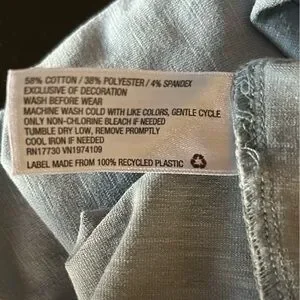 58% COTTON / 38% POLYESTER / 4% SPANDEX
EXCLUSIVE OF DECORATION
WASH BEFORE WEAR
MACHINE WASH COLD WITH LIKE COLORS, GENTLE CYCLE
ONLY NON-CHLORINE BLEACH IF NEEDED
TUMBLE DRY LOW, REMOVE PROMPTLY
COOL IRON IF NEEDED
RN17730 VN1974109
LABEL MADE FROM 100% RECYCLED PLASTIC